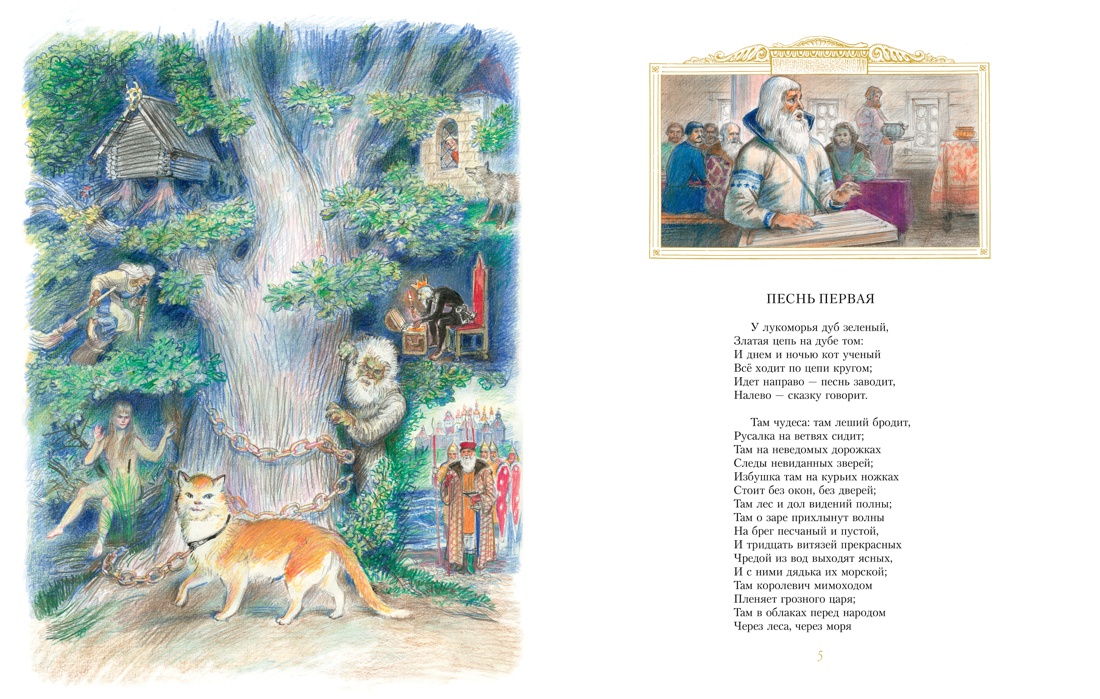 ПЕСНЬ ПЕРВАЯ
У лукоморья дуб зеленый,
Златая цепь на дубе том:
И днем и ночью кот ученый
Всё ходит по цепи кругом;
Идет направо — песнь заводит,
Налево — сказку говорит.
Там чудеса: там леший бродит,
Русалка на ветвях сидит;
Там на неведомых дорожках
Следы невиданных зверей;
Избушка там на курьих ножках
Стоит без окон, без дверей;
Там лес и дол видений полны;
Там о заре прихлынут волны
На брег песчаный и пустой,
И тридцать витязей прекрасных
Чредой из вод выходят ясных,
И с ними дядька их морской;
Там королевич мимоходом
Пленяет грозного царя;
Там в облаках перед народом
Через леса, через моря
5